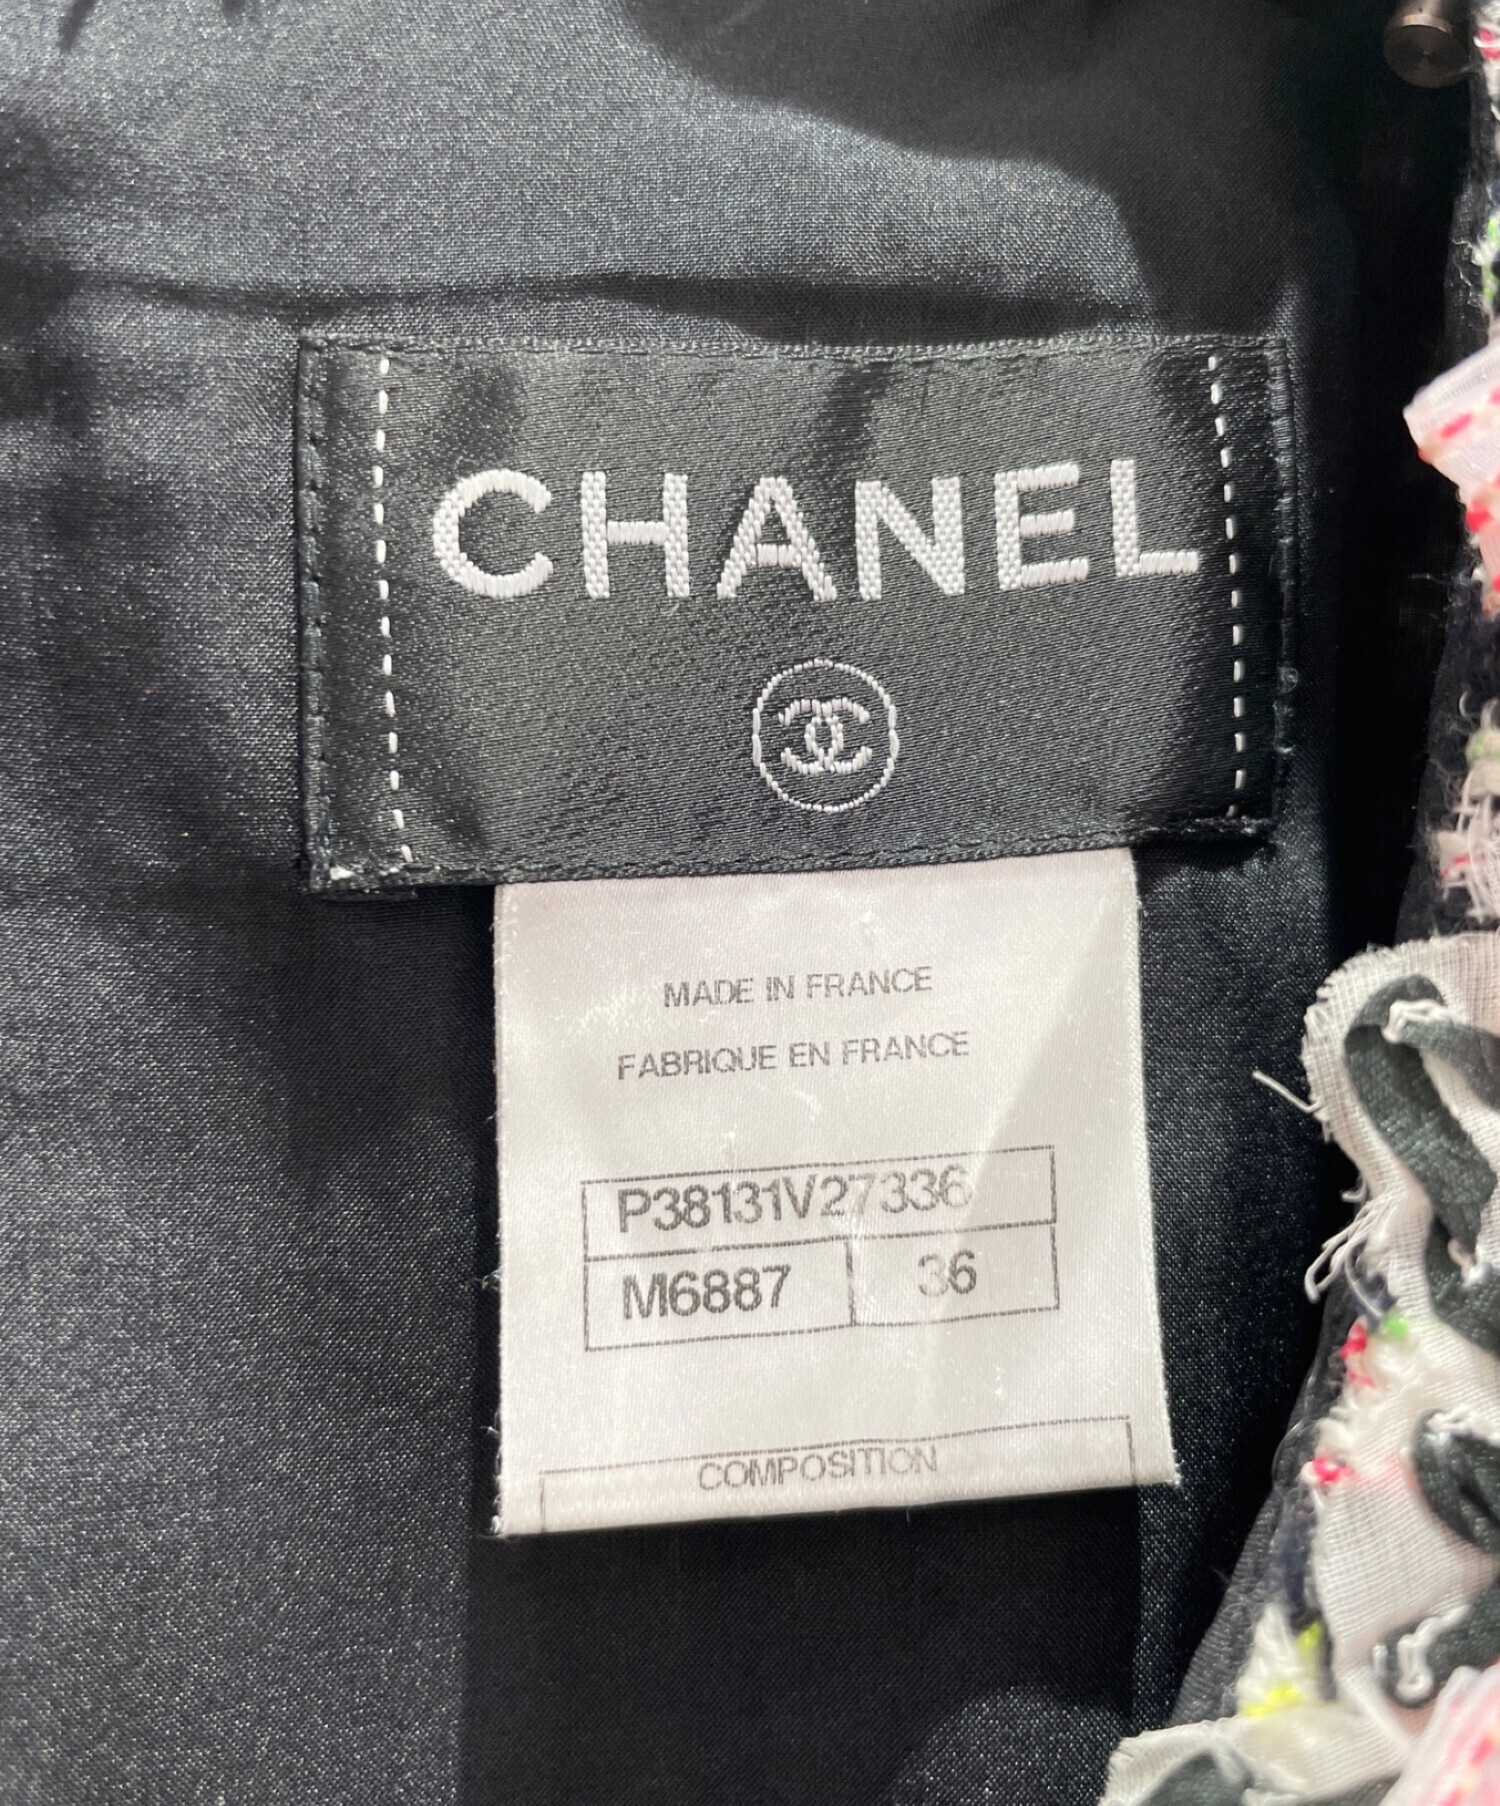 CHANEL
MADE IN FRANCE
FABRIQUE EN FRANCE
P38131V27336
M6887 36
COMPOSITION